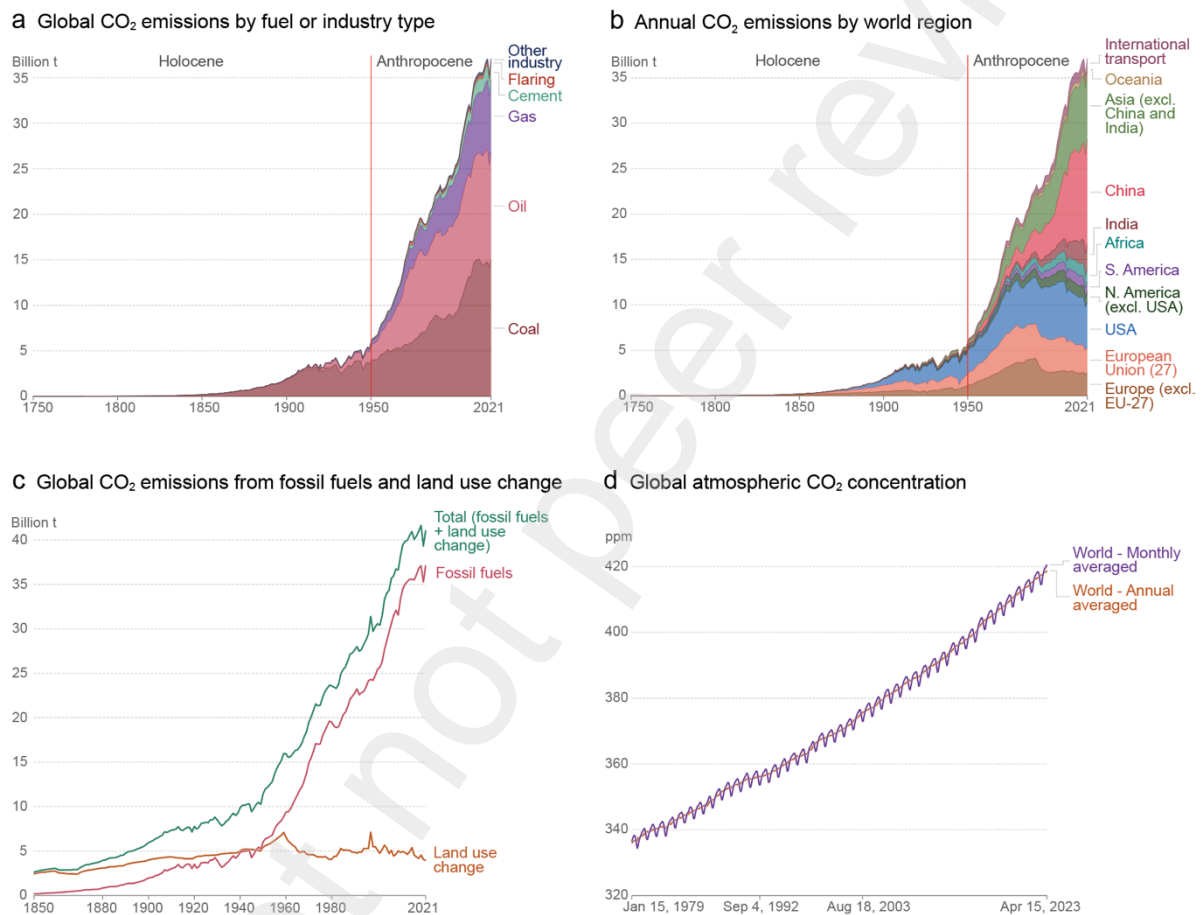 a Global CO₂ emissions by fuel or industry type
Billion t
Holocene
Anthropocene
35
30
25
20
15
10
5
0
1750
1800
1850
1900
1950
2021
Other
industry
Flaring
Cement
Gas
Oil
Coal
b Annual CO₂ emissions by world region
Billion t
Holocene
Anthropocene
35
30
25
20
15
10
5
0
1750
1800
1850
1900
1950
2021
International
transport
Oceania
Asia (excl.
China and
India)
China
India
Africa
S. America
N. America
(excl. USA)
USA
European
Union (27)
Europe (excl.
EU-27)
c Global CO₂ emissions from fossil fuels and land use change
Billion t
40
35
30
25
20
15
10
5
0
1850
1880
1900
1920
1940
1960
1980
2021
Total (fossil fuels
+ land use
change)
Fossil fuels
Land use
change
d Global atmospheric CO₂ concentration
ppm
420
400
380
360
340
320
Jan 15, 1979
Sep 4, 1992
Aug 18, 2003
Apr 15, 2023
World - Monthly
averaged
World - Annual
averaged
not peer rev